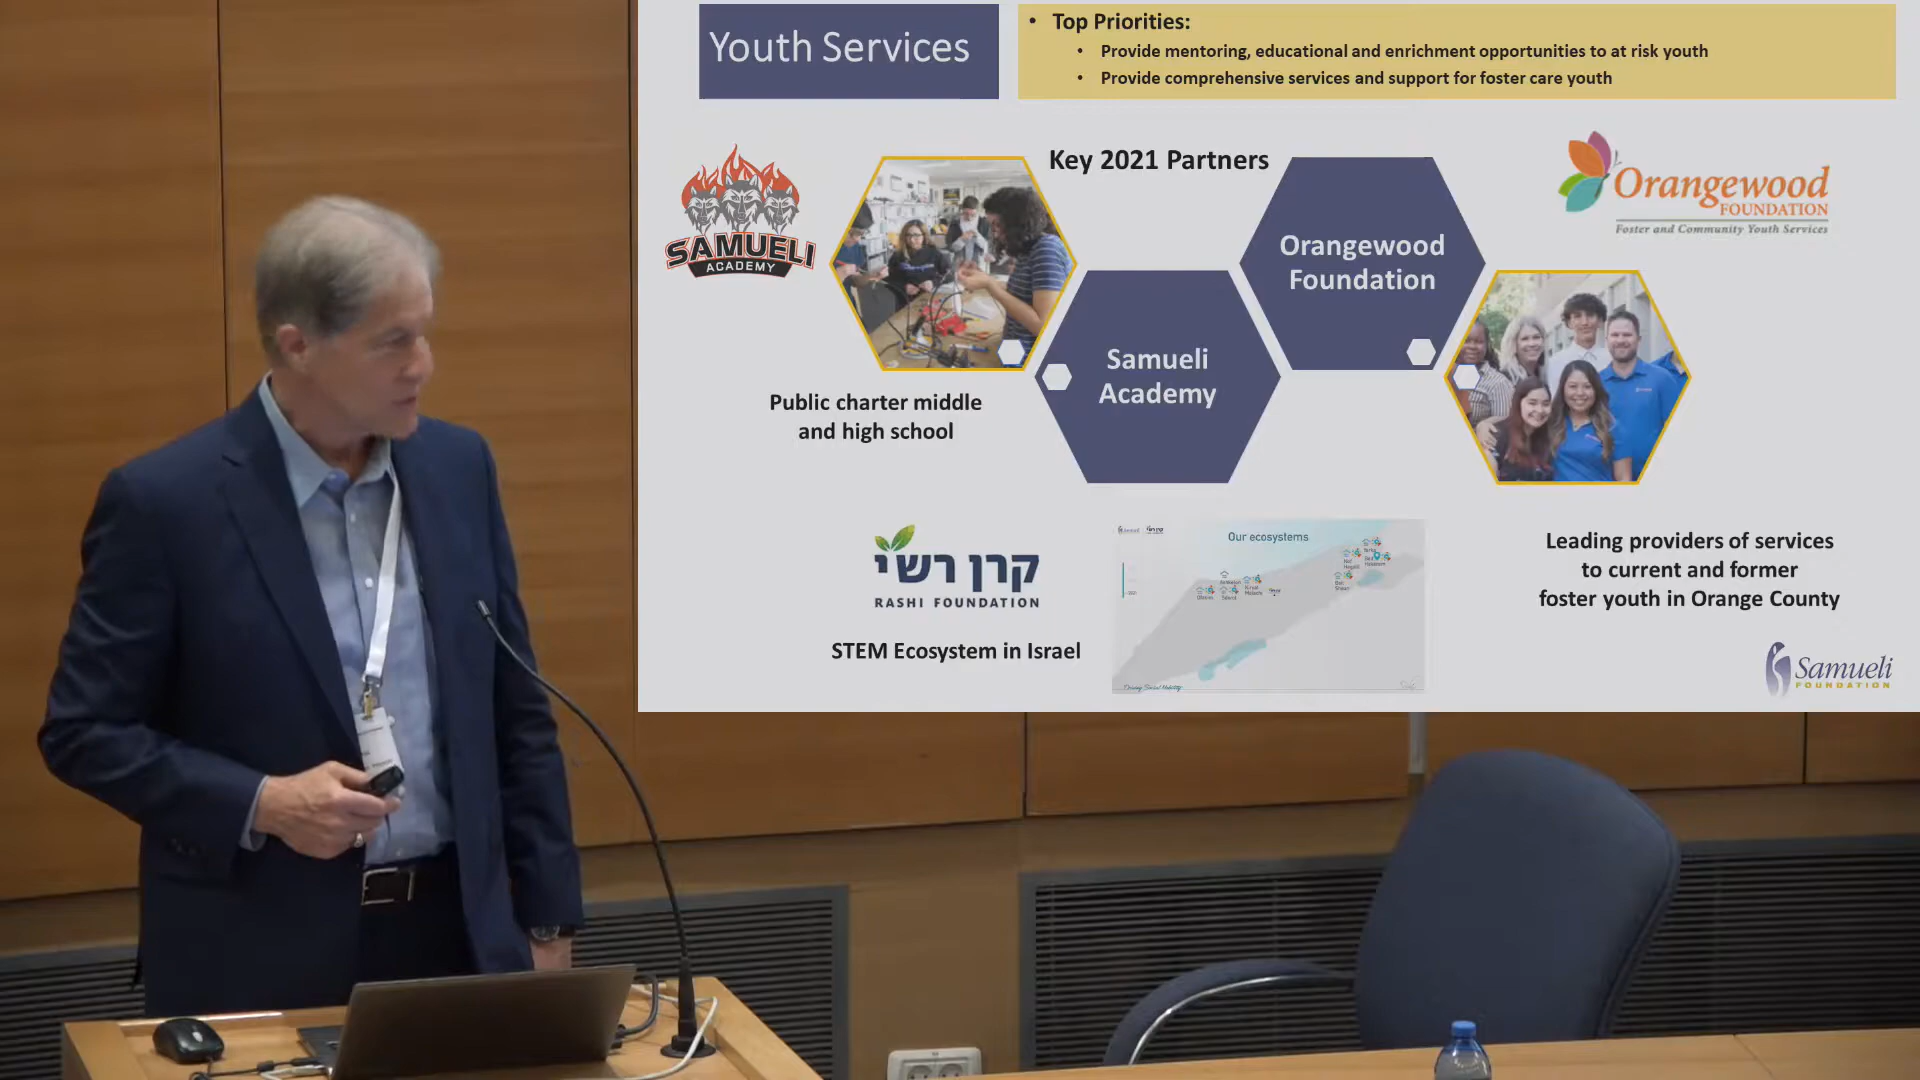 Youth Services
• Top Priorities:
• Provide mentoring, educational and enrichment opportunities to at risk youth
• Provide comprehensive services and support for foster care youth
Key 2021 Partners
SAMUELI
ACADEMY
Orangewood
FOUNDATION
Foster and Community Youth Services
Orangewood
Foundation
Samueli
Academy
Public charter middle
and high school
קרן רש"י
RASHI FOUNDATION
STEM Ecosystem in Israel
Our ecosystems
Leading providers of services
to current and former
foster youth in Orange County
Samueli
FOUNDATION